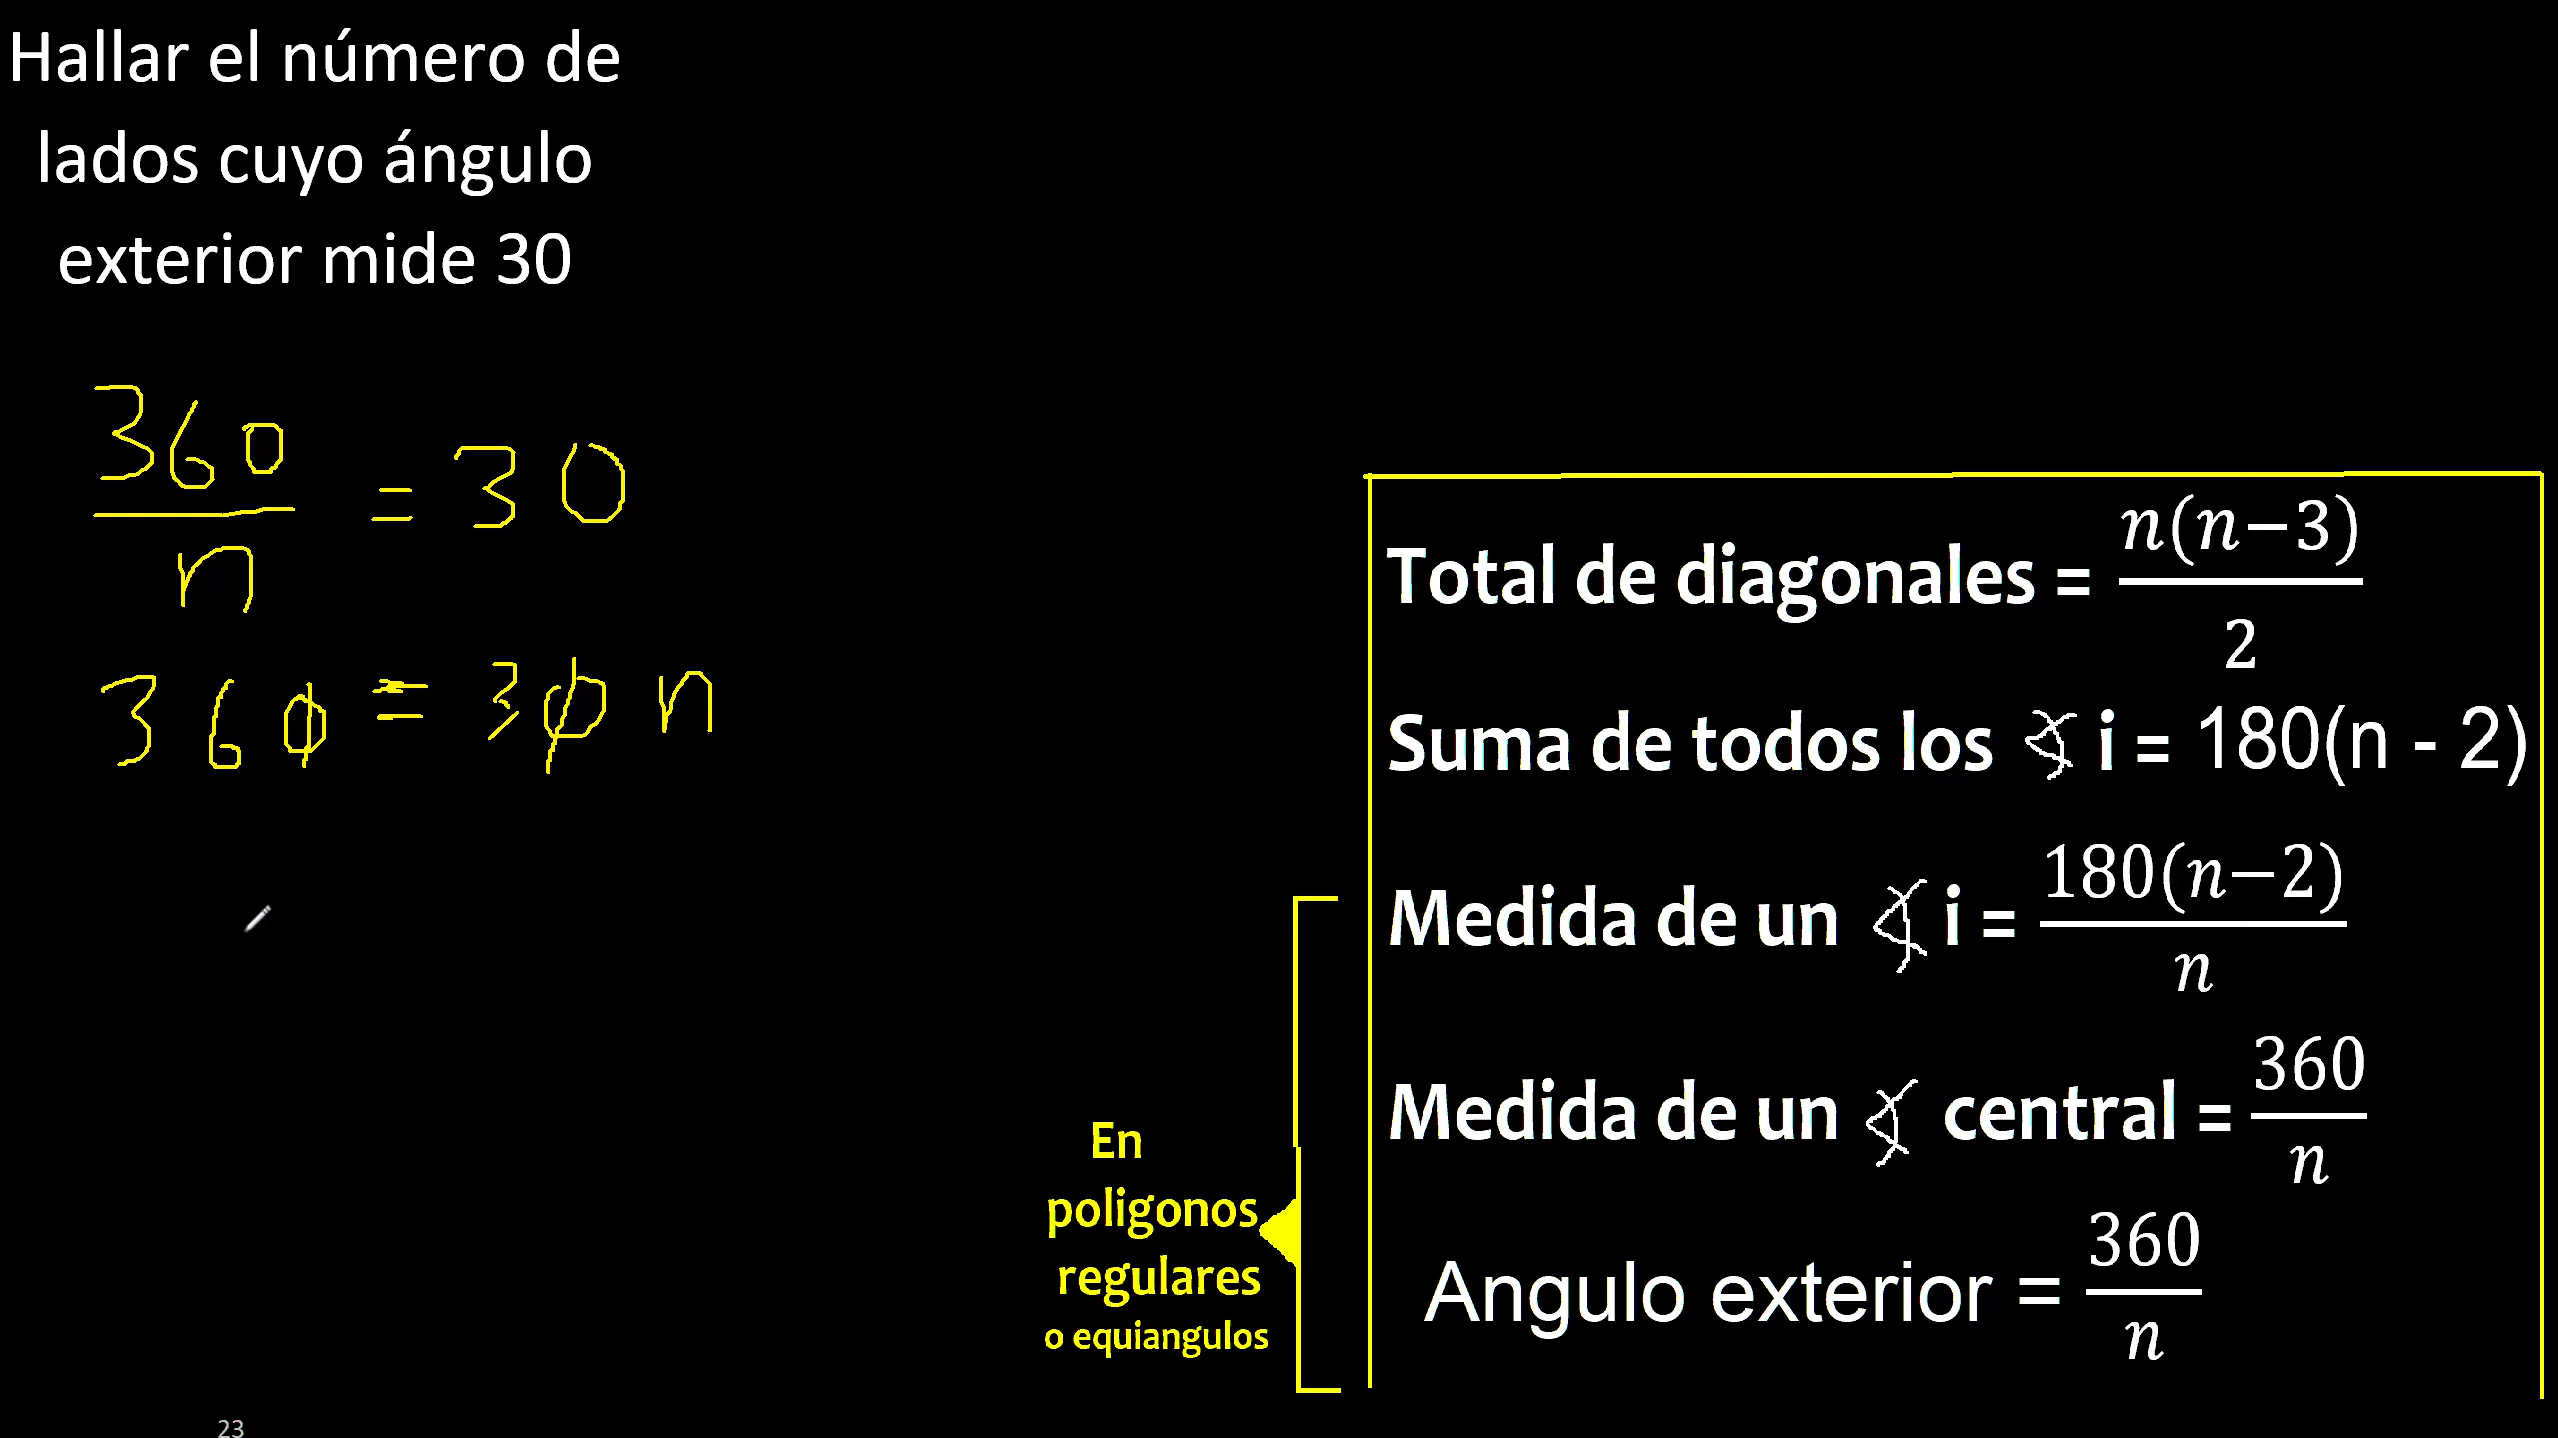 Hallar el número de
lados cuyo ángulo
exterior mide 30
360/n = 30
360 = 30 n
Total de diagonales = n(n−3)/2
Suma de todos los ∢ i = 180(n - 2)
Medida de un ∢ i = 180(n−2)/n
Medida de un ∢ central = 360/n
Angulo exterior = 360/n
En
poligonos
regulares
o equiangulos
23